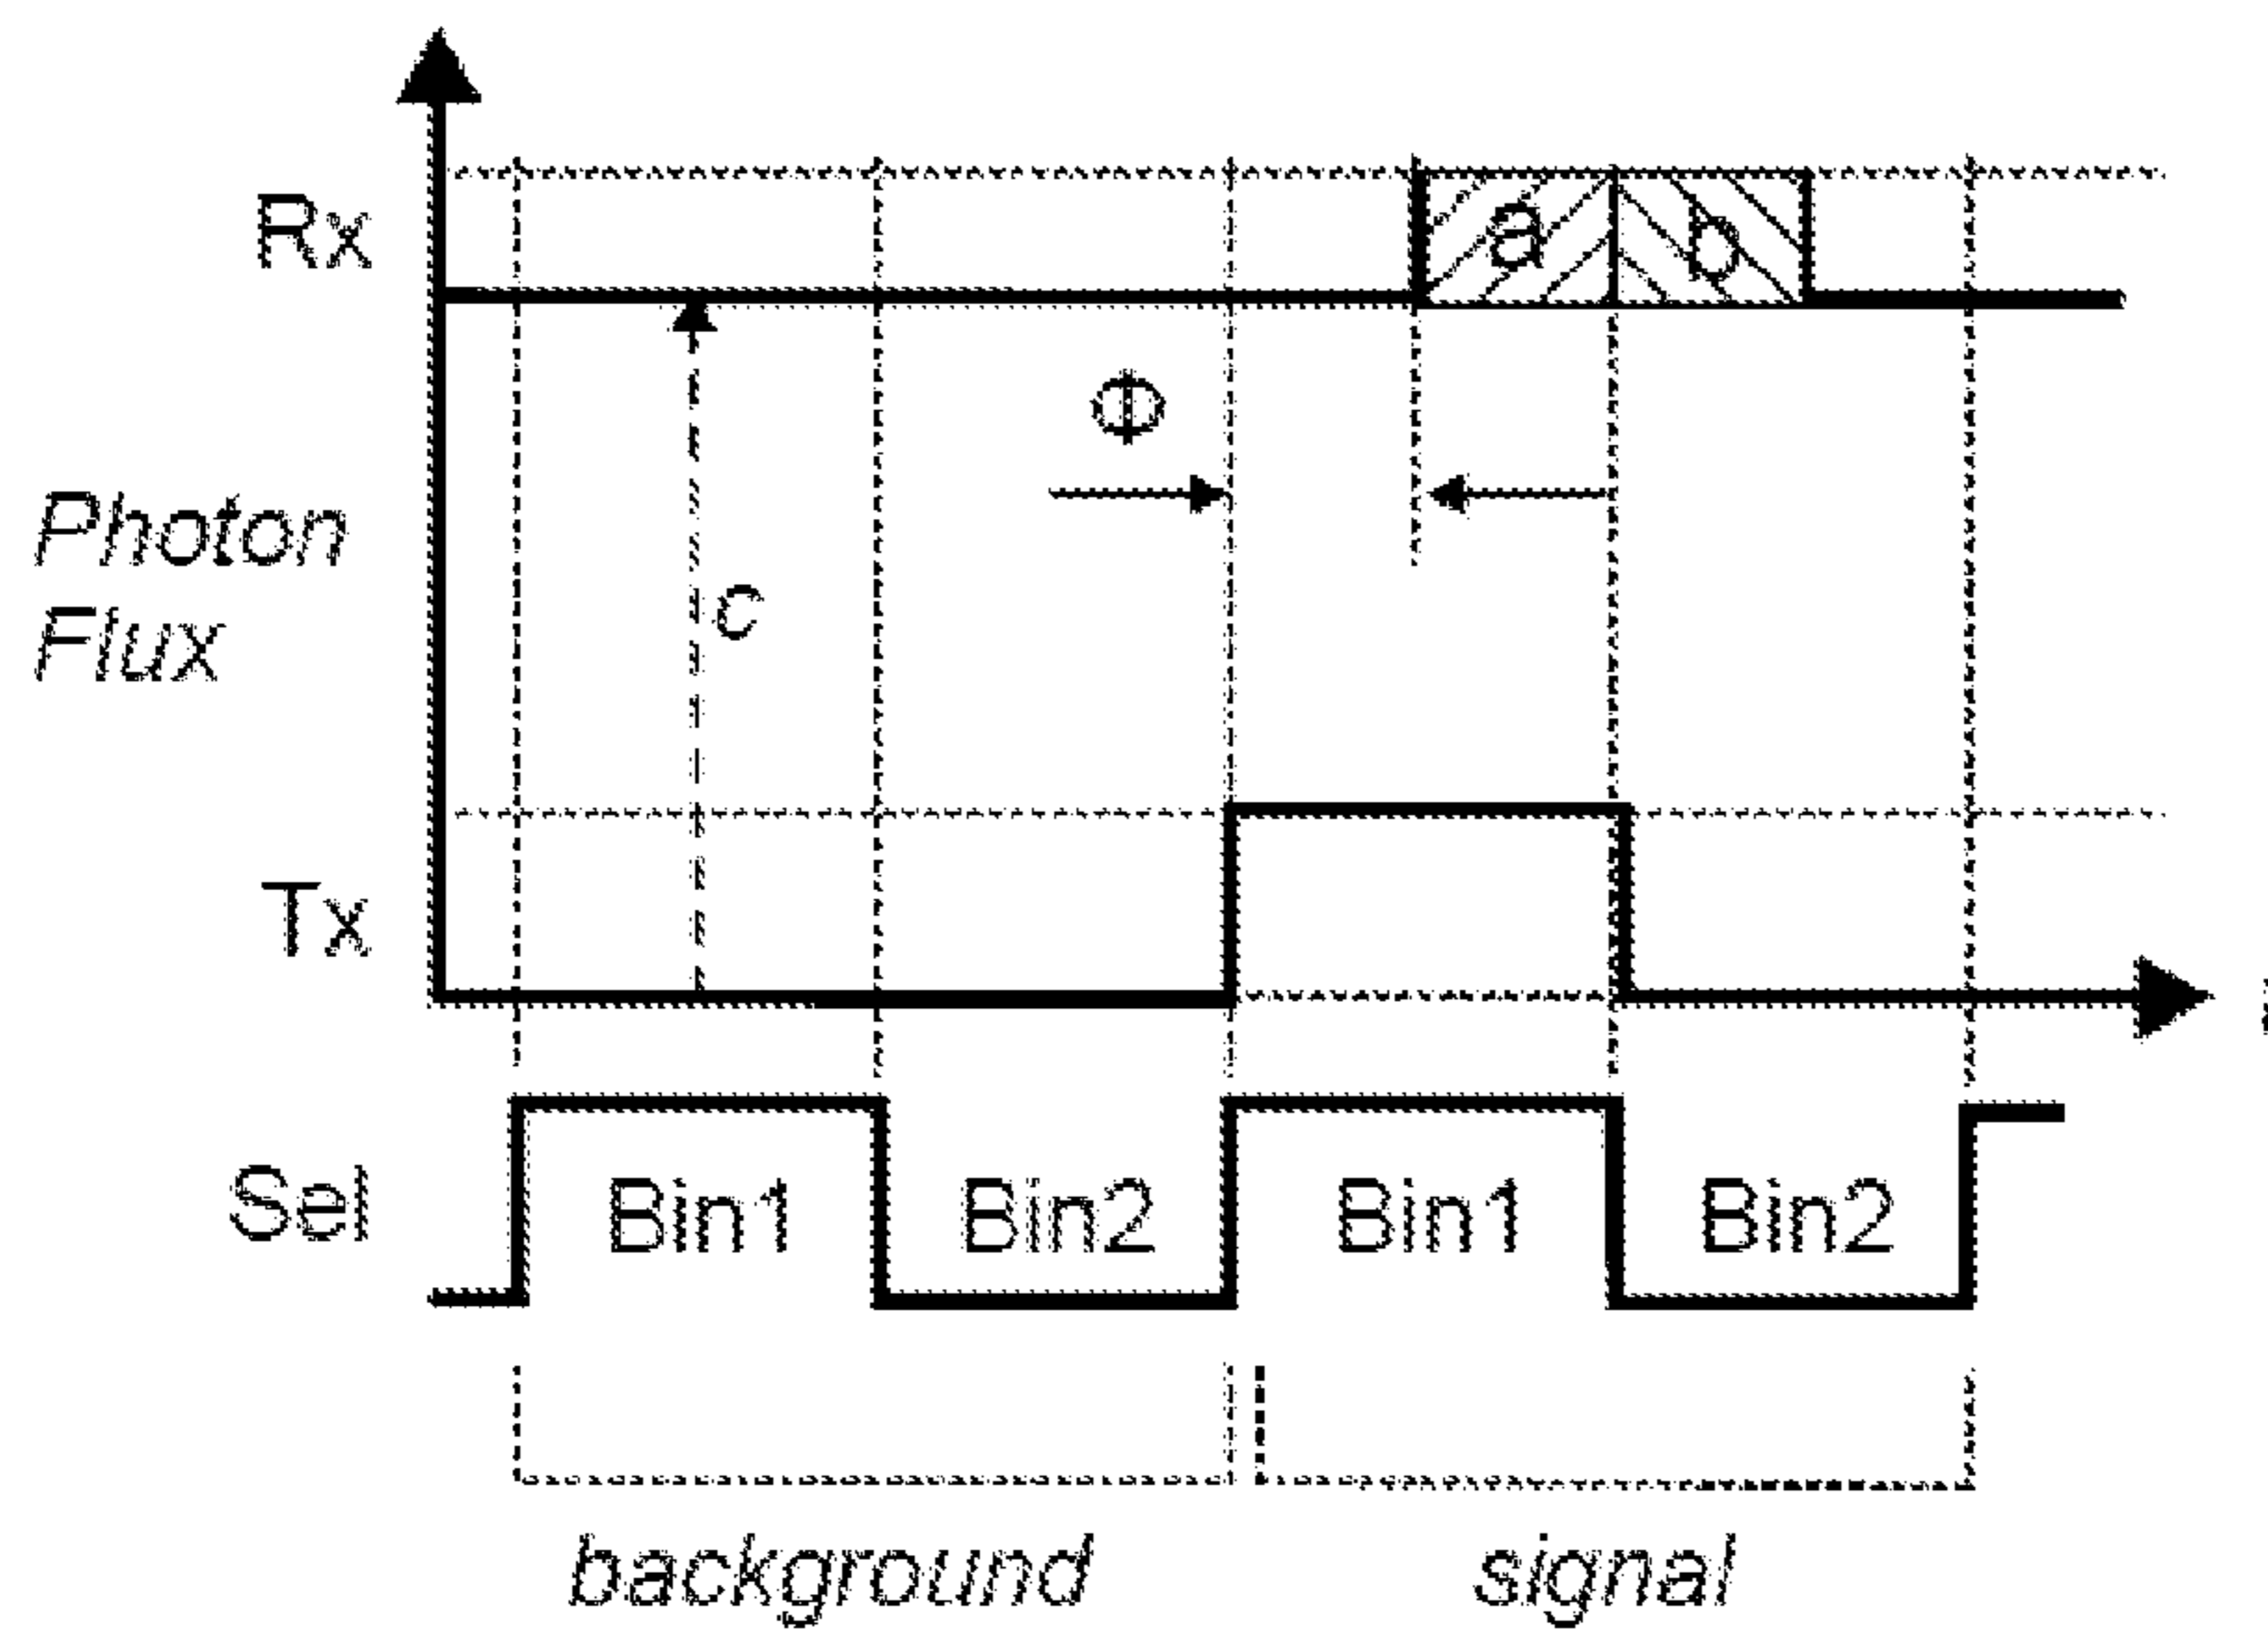 Rx
a b
Φ
Photon
Flux
c
Tx
Sel
Bin1 Bin2 Bin1 Bin2
background signal